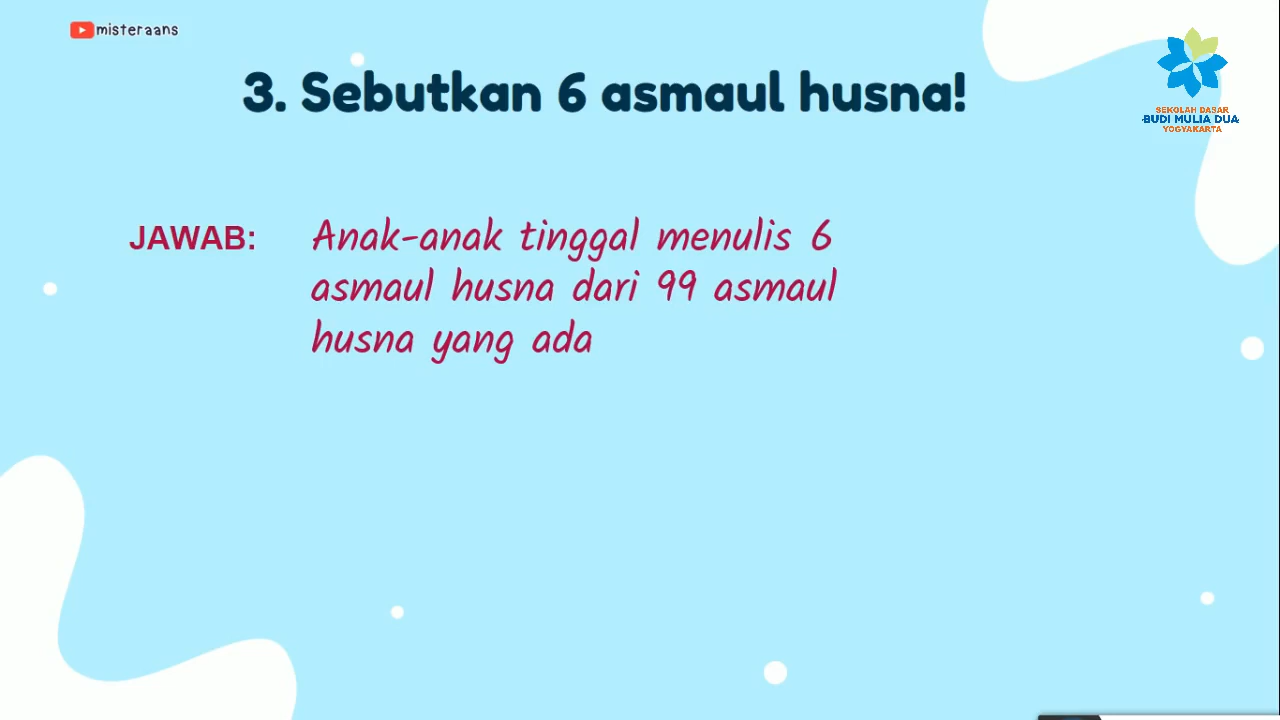 misteraans
3. Sebutkan 6 asmaul husna!
SEKOLAH DASAR
BUDI MULIA DUA
YOGYAKARTA
JAWAB: Anak-anak tinggal menulis 6
asmaul husna dari 99 asmaul
husna yang ada